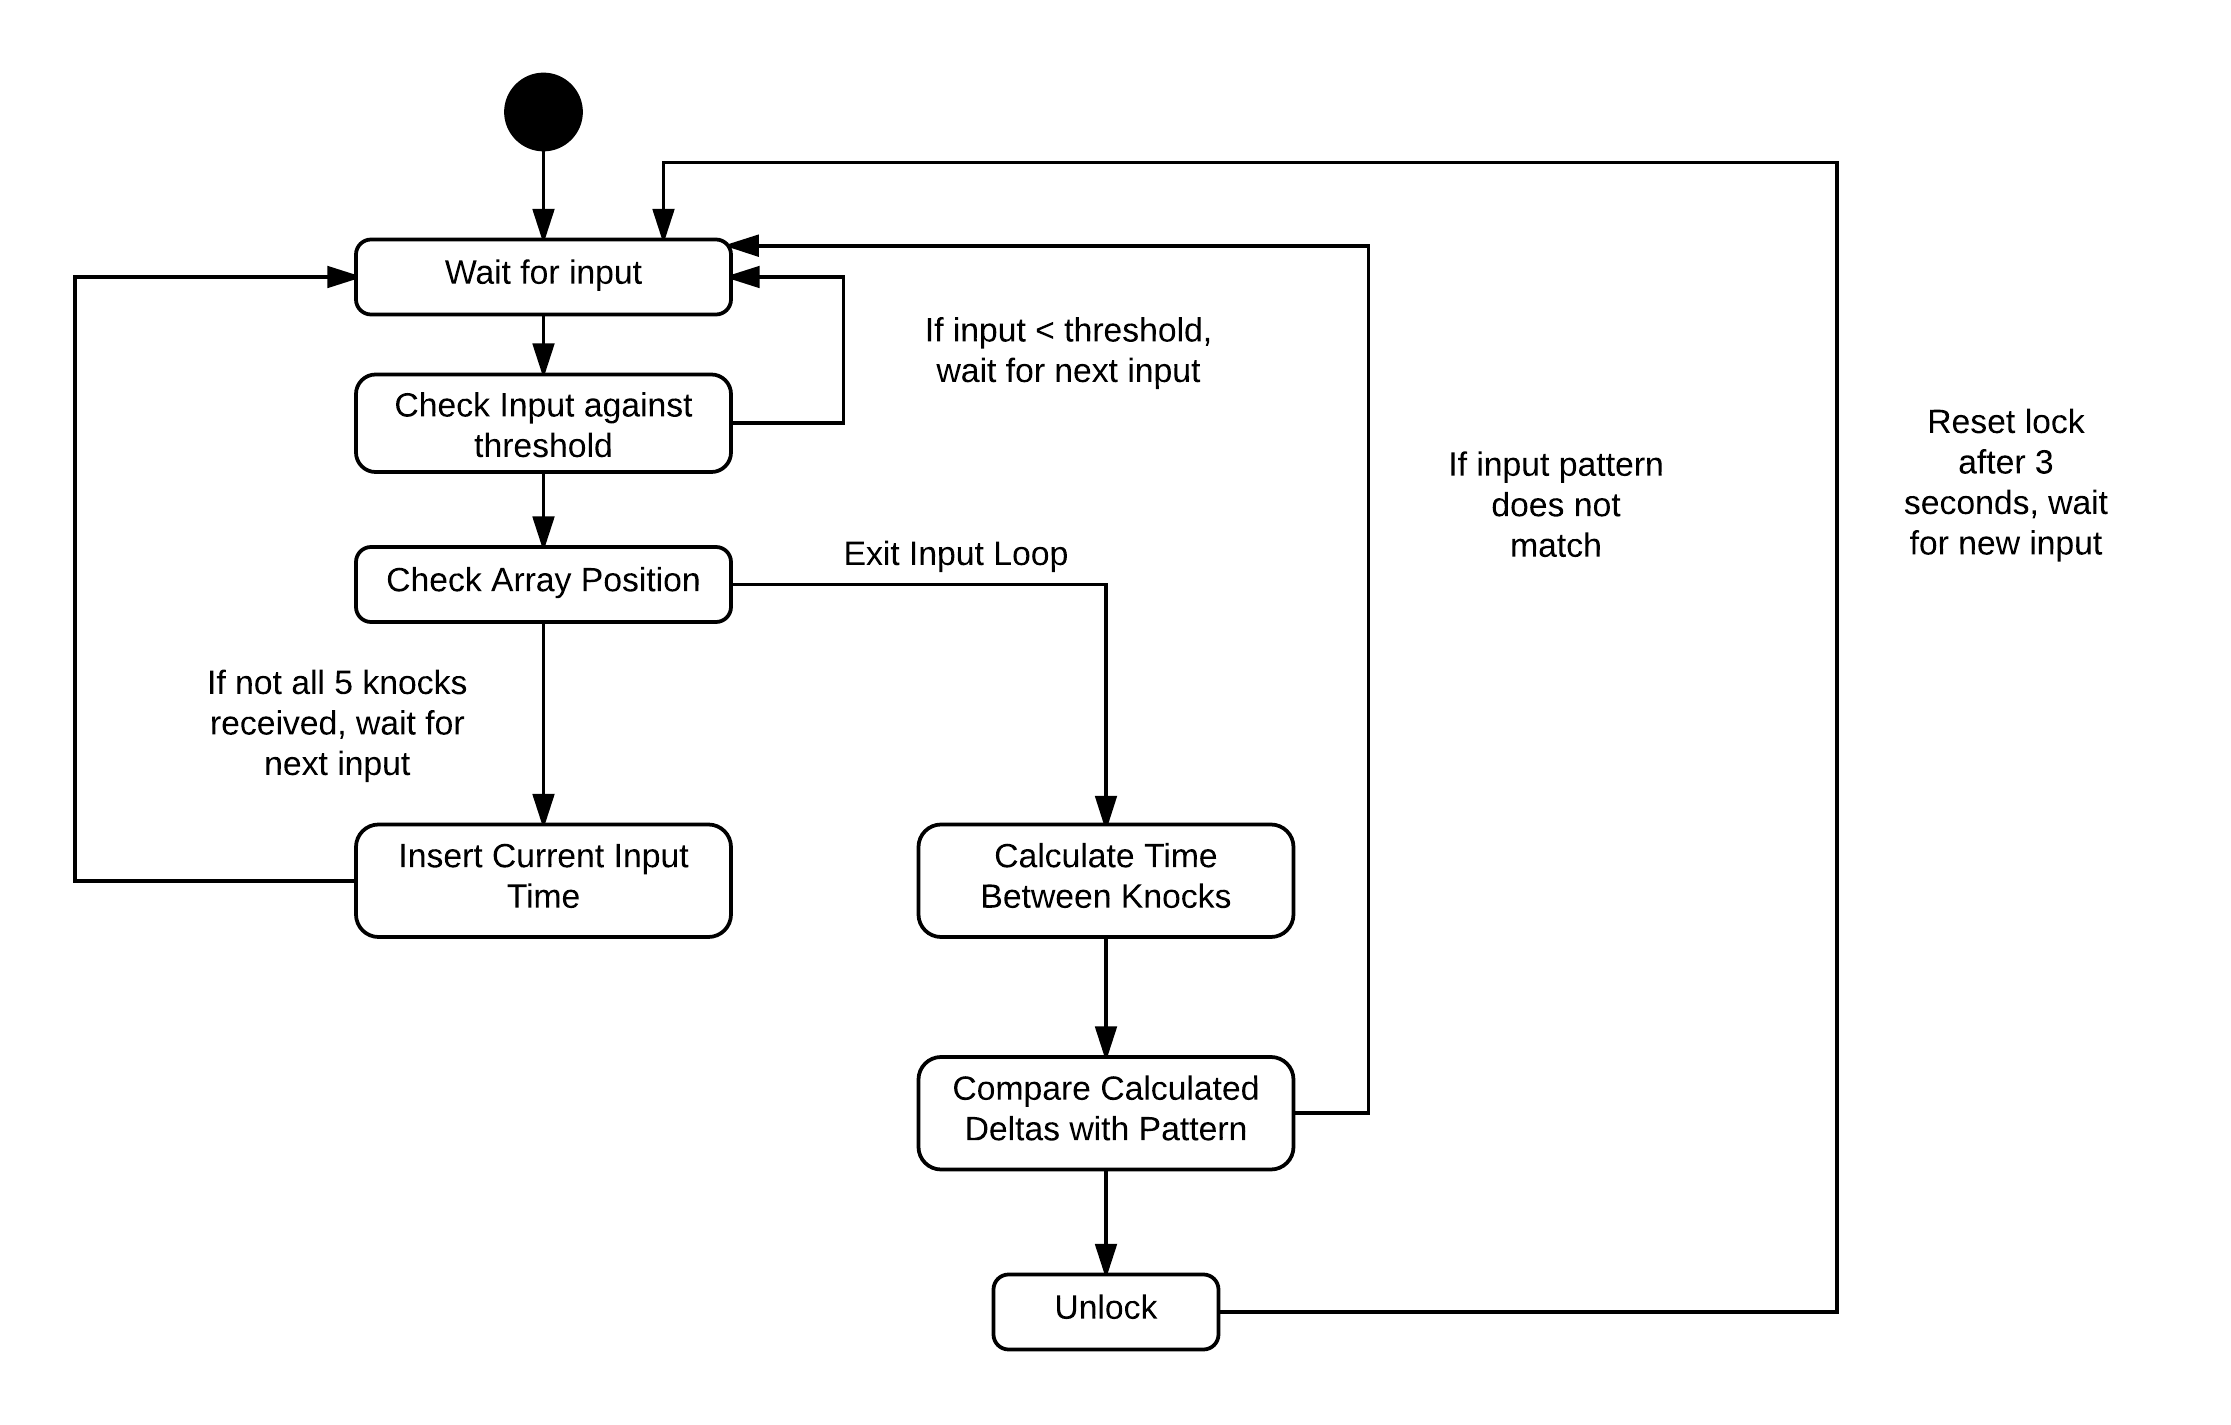 Wait for input
If input < threshold,
wait for next input
Check Input against
threshold
Reset lock
after 3
seconds, wait
for new input
If input pattern
does not
match
Exit Input Loop
Check Array Position
If not all 5 knocks
received, wait for
next input
Insert Current Input
Time
Calculate Time
Between Knocks
Compare Calculated
Deltas with Pattern
Unlock